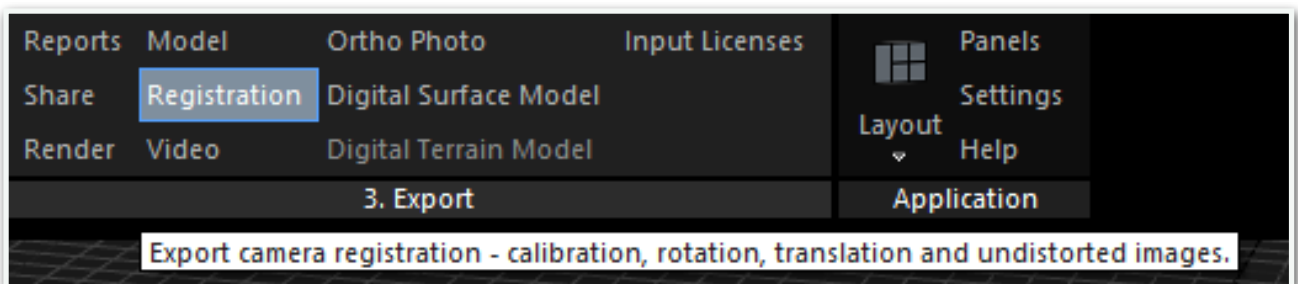 Reports Model Ortho Photo Input Licenses Panels
Share Registration Digital Surface Model Settings
Layout
Render Video Digital Terrain Model Help
3. Export Application
Export camera registration - calibration, rotation, translation and undistorted images.